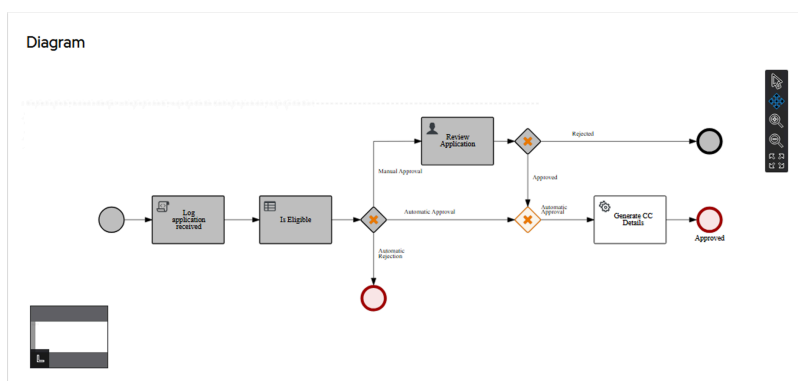 Diagram
Review
Application
Rejected
Manual Approval
Approved
Log
application
received
Is Eligible
Automatic Approval
Automatic
Approval
Generate CC
Details
Approved
Automatic
Rejection